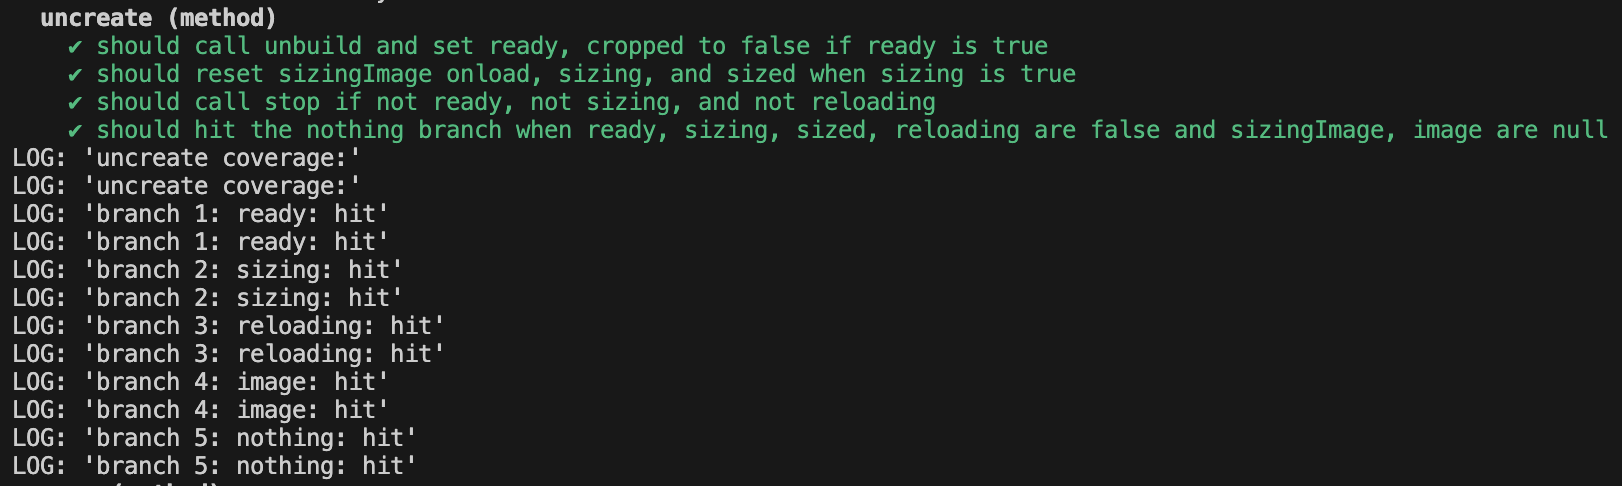 uncreate (method)
✔ should call unbuild and set ready, cropped to false if ready is true
✔ should reset sizingImage onload, sizing, and sized when sizing is true
✔ should call stop if not ready, not sizing, and not reloading
✔ should hit the nothing branch when ready, sizing, sized, reloading are false and sizingImage, image are null
LOG: 'uncreate coverage:'
LOG: 'uncreate coverage:'
LOG: 'branch 1: ready: hit'
LOG: 'branch 1: ready: hit'
LOG: 'branch 2: sizing: hit'
LOG: 'branch 2: sizing: hit'
LOG: 'branch 3: reloading: hit'
LOG: 'branch 3: reloading: hit'
LOG: 'branch 4: image: hit'
LOG: 'branch 4: image: hit'
LOG: 'branch 5: nothing: hit'
LOG: 'branch 5: nothing: hit'